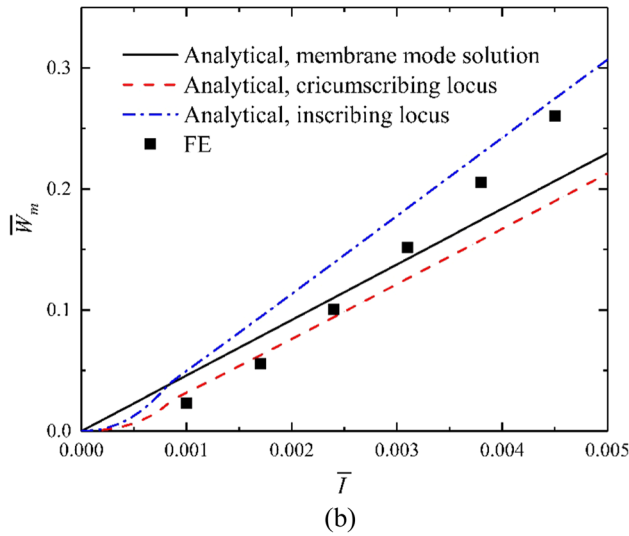 Analytical, membrane mode solution
Analytical, cricumscribing locus
Analytical, inscribing locus
FE
0.3
0.2
0.1
0.0
W̅m
0.000 0.001 0.002 0.003 0.004 0.005
I̅
(b)